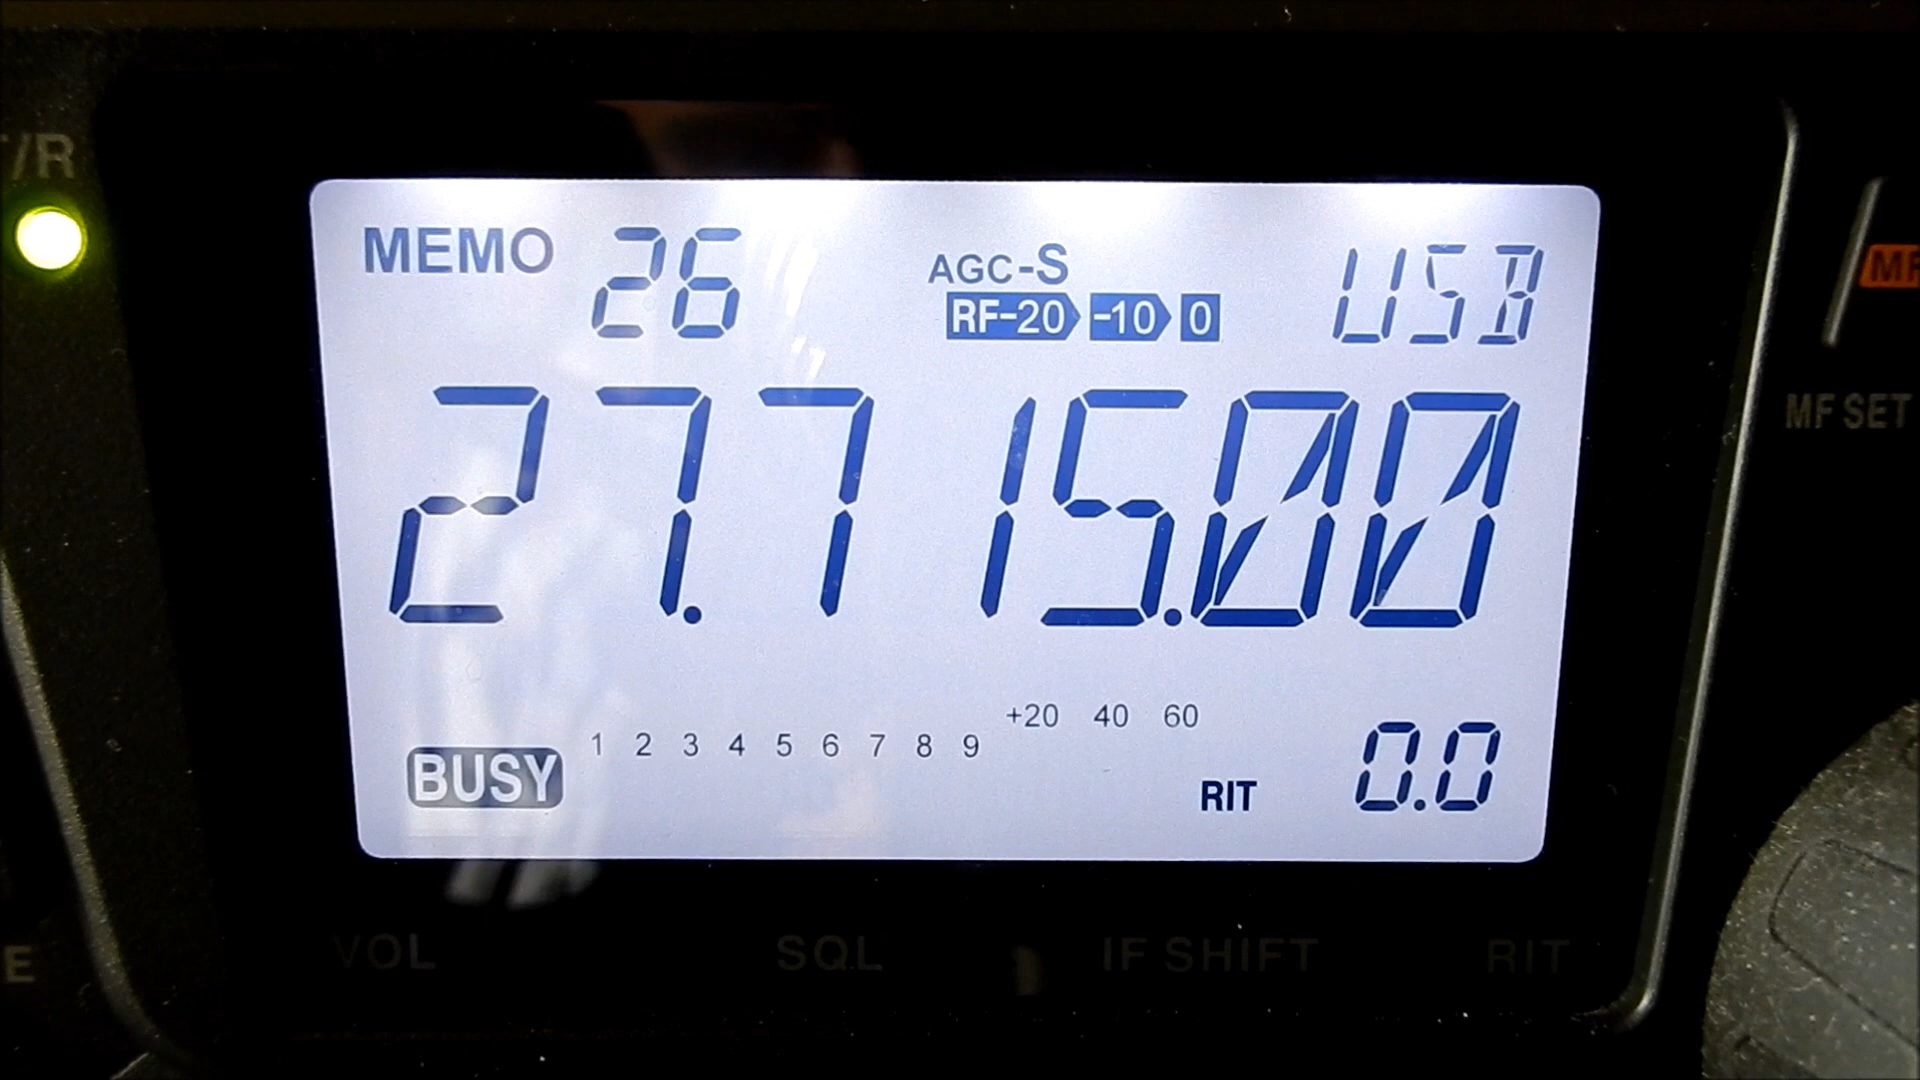 T/R
MEMO 26 AGC-S USB
RF-20 -10 0
27.715.00
MF SET
+20 40 60
1 2 3 4 5 6 7 8 9
BUSY RIT 0.0
VOL SQL IF SHIFT RIT